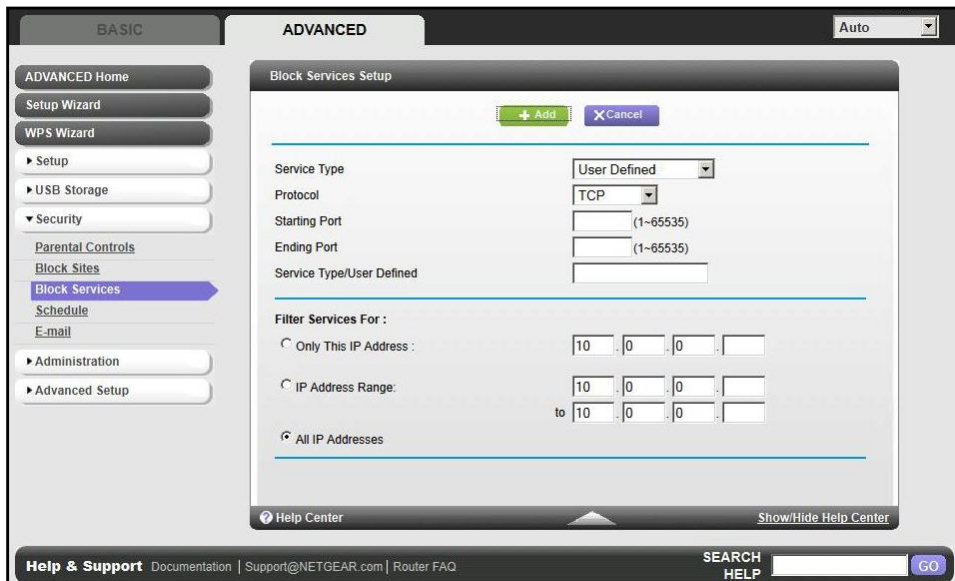 BASIC
ADVANCED
Auto
ADVANCED Home
Setup Wizard
WPS Wizard
Setup
USB Storage
Security
Parental Controls
Block Sites
Block Services
Schedule
E-mail
Administration
Advanced Setup
Block Services Setup
+ Add
X Cancel
Service Type
User Defined
Protocol
TCP
Starting Port
(1~65535)
Ending Port
(1~65535)
Service Type/User Defined
Filter Services For :
Only This IP Address :
10 . 0 . 0 .
IP Address Range:
10 . 0 . 0 .
to 10 . 0 . 0 .
All IP Addresses
? Help Center
Show/Hide Help Center
Help & Support Documentation | Support@NETGEAR.com | Router FAQ
SEARCH HELP
GO